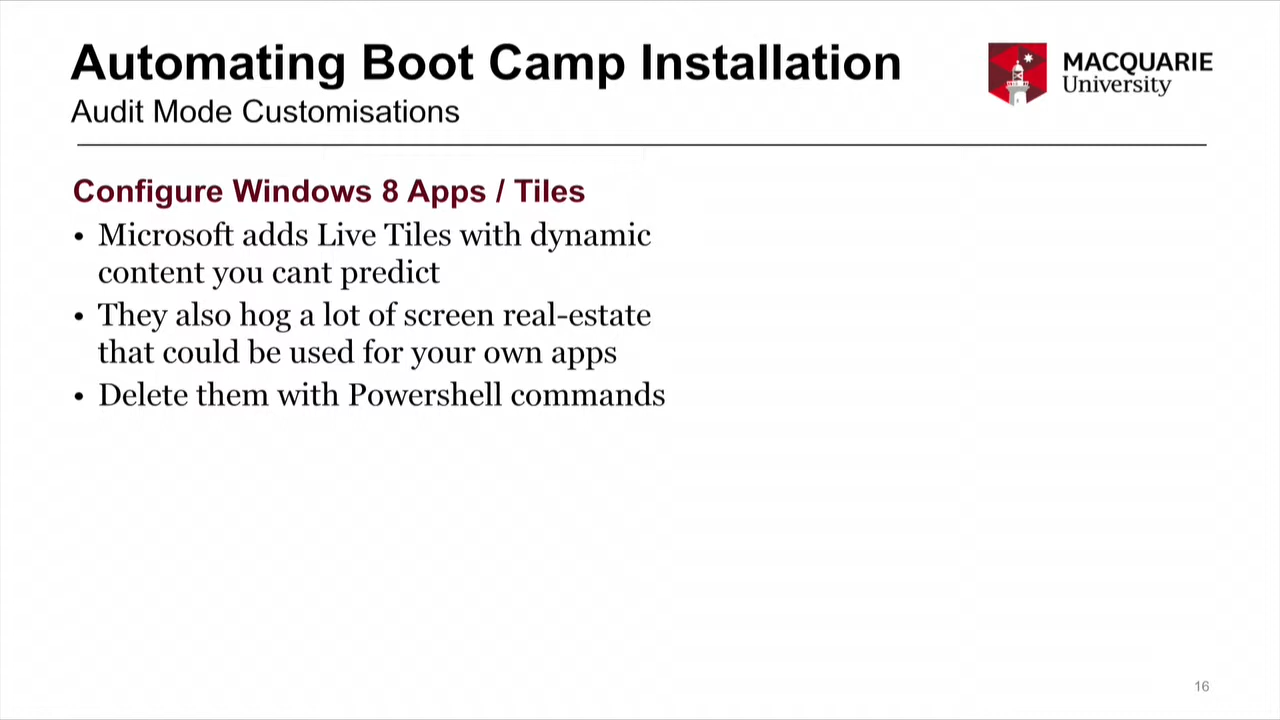 Automating Boot Camp Installation
Audit Mode Customisations
MACQUARIE
University
Configure Windows 8 Apps / Tiles
• Microsoft adds Live Tiles with dynamic
content you cant predict
• They also hog a lot of screen real-estate
that could be used for your own apps
• Delete them with Powershell commands
16